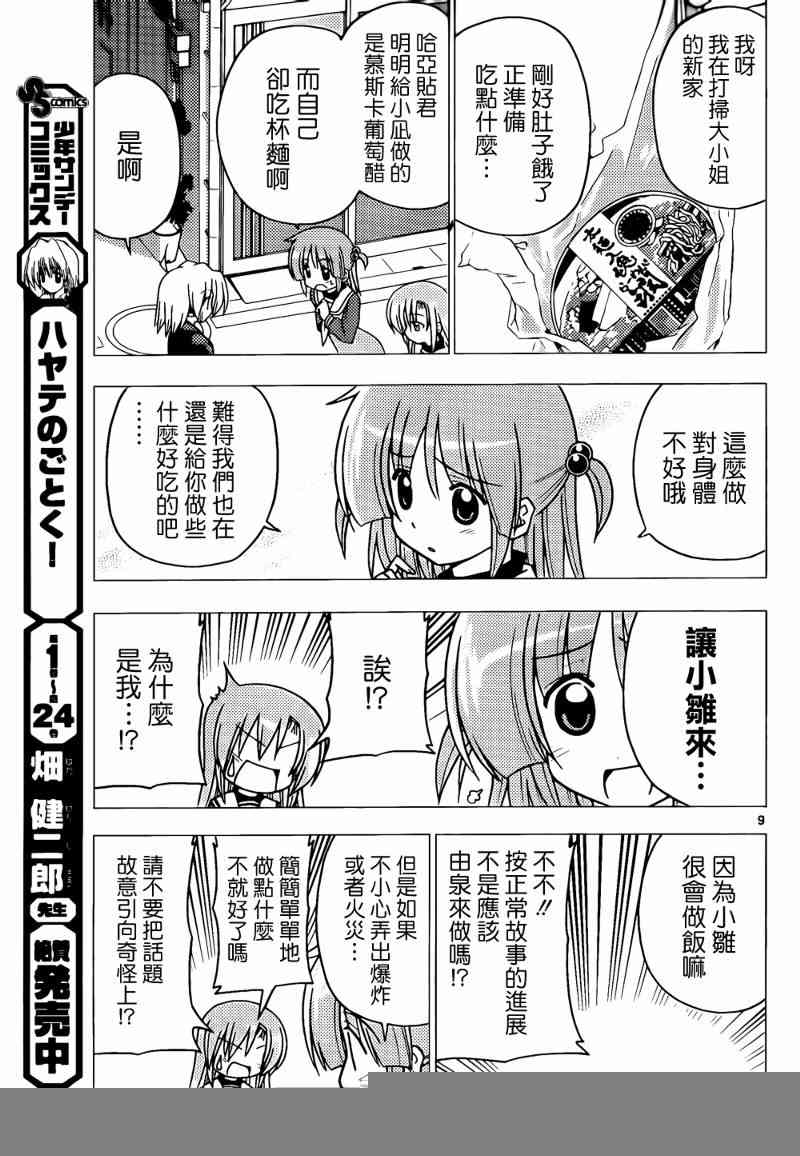 我呀
我在打掃大小姐
的新家
剛好肚子餓了
正準備
吃點什麼…
哈亞貼君
明明給小凪做的
是慕斯卡葡萄醋
而自己
卻吃杯麵啊
是啊
這麼做
對身體
不好哦
難得我們也在
還是給你做些
什麼好吃的吧
……
讓小雛來…
誒!?
為什麼
是我…!?
9
因為小雛
很會做飯嘛
不不!!
按正常故事的進展
不是應該
由泉來做嗎!?
但是如果
不小心弄出爆炸
或者火災…
簡簡單單地
做點什麼
不就好了嗎
請不要把話題
故意引向奇怪上!?
comics
少年サンデー
コミックス
ハヤテのごとく!
第1巻~第24巻
畑 健二郎
先生
絶賛
発売中